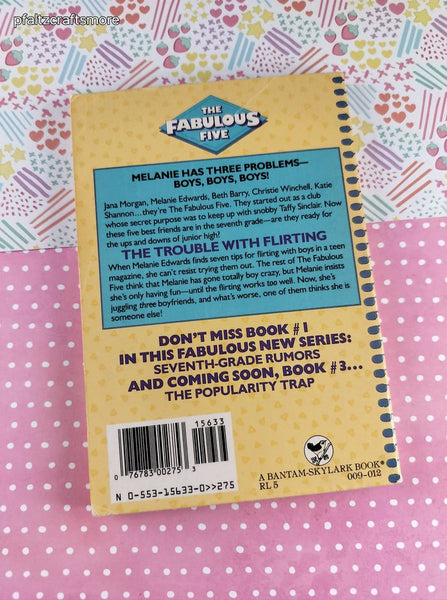 pfaltzcraftsmore
THE
FABULOUS
FIVE
MELANIE HAS THREE PROBLEMS—
BOYS, BOYS, BOYS!
Jana Morgan, Melanie Edwards, Beth Barry, Christie Winchell, Katie
Shannon...they're The Fabulous Five. They started out as a club
whose secret purpose was to keep up with snobby Taffy Sinclair. Now
these five best friends are in the seventh grade—are they ready for
the ups and downs of junior high?
THE TROUBLE WITH FLIRTING
When Melanie Edwards finds seven tips for flirting with boys in a teen
magazine, she can't resist trying them out. The rest of The Fabulous
Five think that Melanie has gone totally boy crazy, but Melanie insists
she's only having fun—until the flirting works too well. Now, she's
juggling three boyfriends, and what's worse, one of them thinks she is
someone else!
DON'T MISS BOOK #1
IN THIS FABULOUS NEW SERIES:
SEVENTH-GRADE RUMORS
AND COMING SOON, BOOK #3...
THE POPULARITY TRAP
15633
0 76783 00275 3
N 0-553-15633-0>>275
A BANTAM-SKYLARK BOOK®
RL 5 009-012